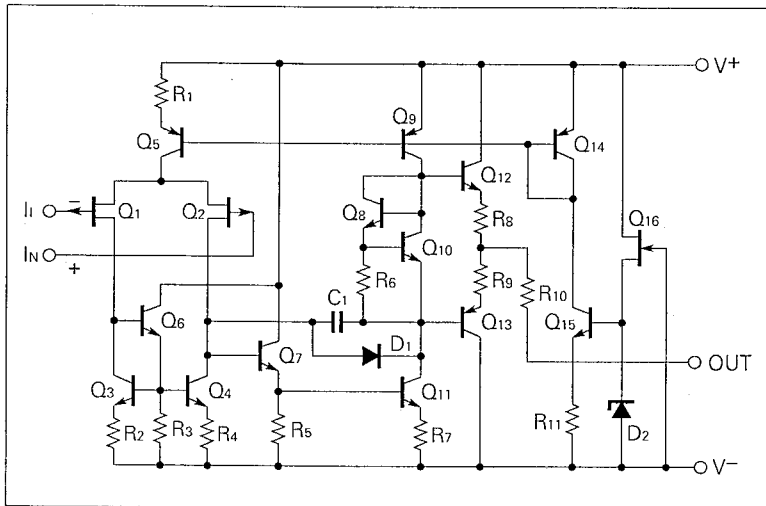 V+
R1
Q9
Q5
Q14
Q12
Q16
II
−
Q1
Q2
Q8
R8
IN
+
Q10
R6
R9
R10
C1
Q6
Q13
Q15
D1
Q7
OUT
Q3
Q4
Q11
R2
R3
R4
R5
R7
R11
D2
V−